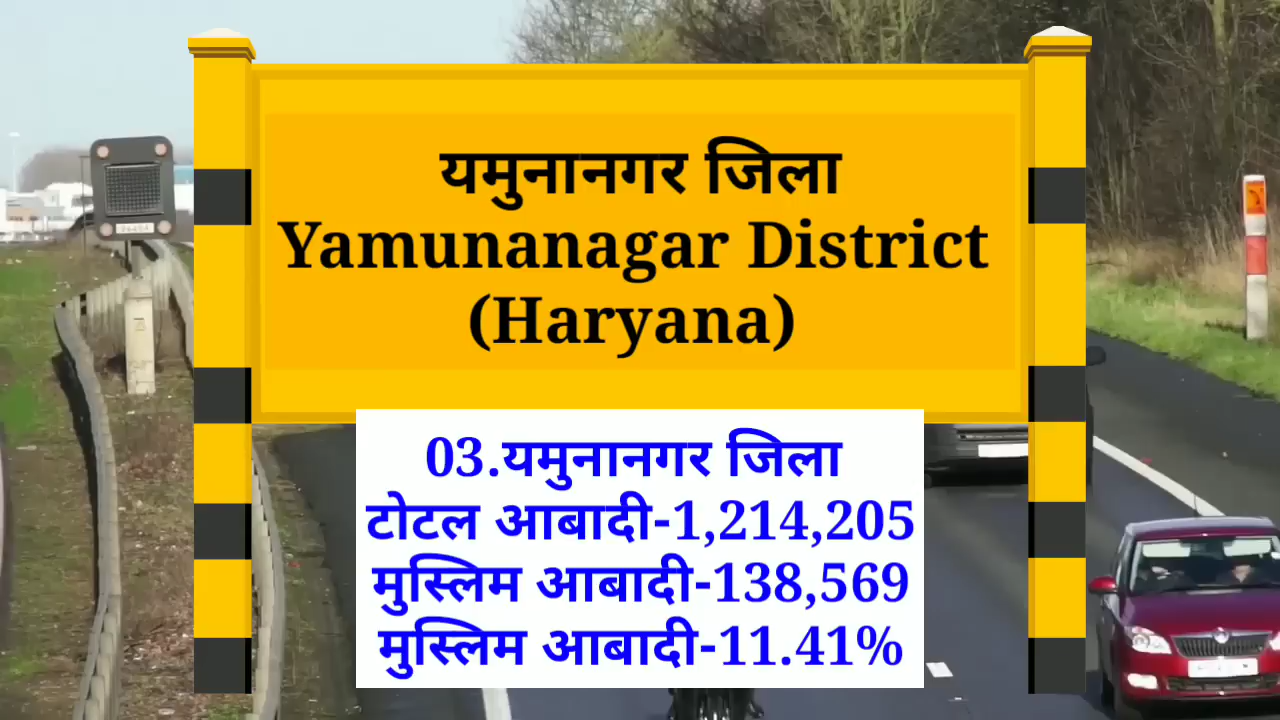 यमुनानगर जिला
Yamunanagar District
(Haryana)
03.यमुनानगर जिला
टोटल आबादी-1,214,205
मुस्लिम आबादी-138,569
मुस्लिम आबादी-11.41%